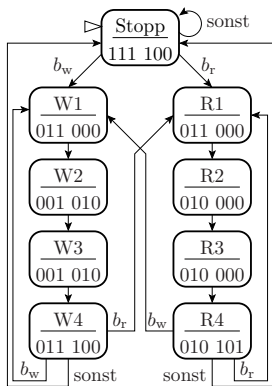 Stopp
111 100
sonst
b_w
b_r
W1
011 000
R1
011 000
W2
001 010
R2
010 000
W3
001 010
R3
010 000
W4
011 100
b_r
b_w
R4
010 101
b_w
sonst
sonst
b_r